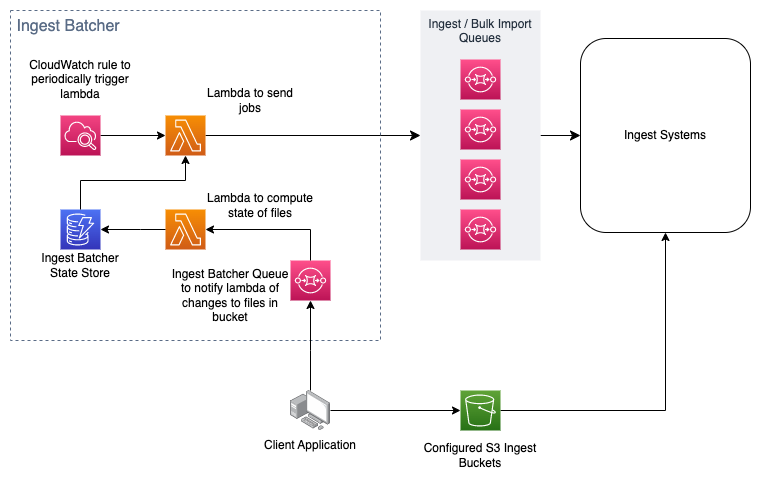 Ingest Batcher
CloudWatch rule to
periodically trigger
lambda
Lambda to send
jobs
Ingest / Bulk Import
Queues
Ingest Systems
Lambda to compute
state of files
Ingest Batcher
State Store
Ingest Batcher Queue
to notify lambda of
changes to files in
bucket
Client Application
Configured S3 Ingest
Buckets